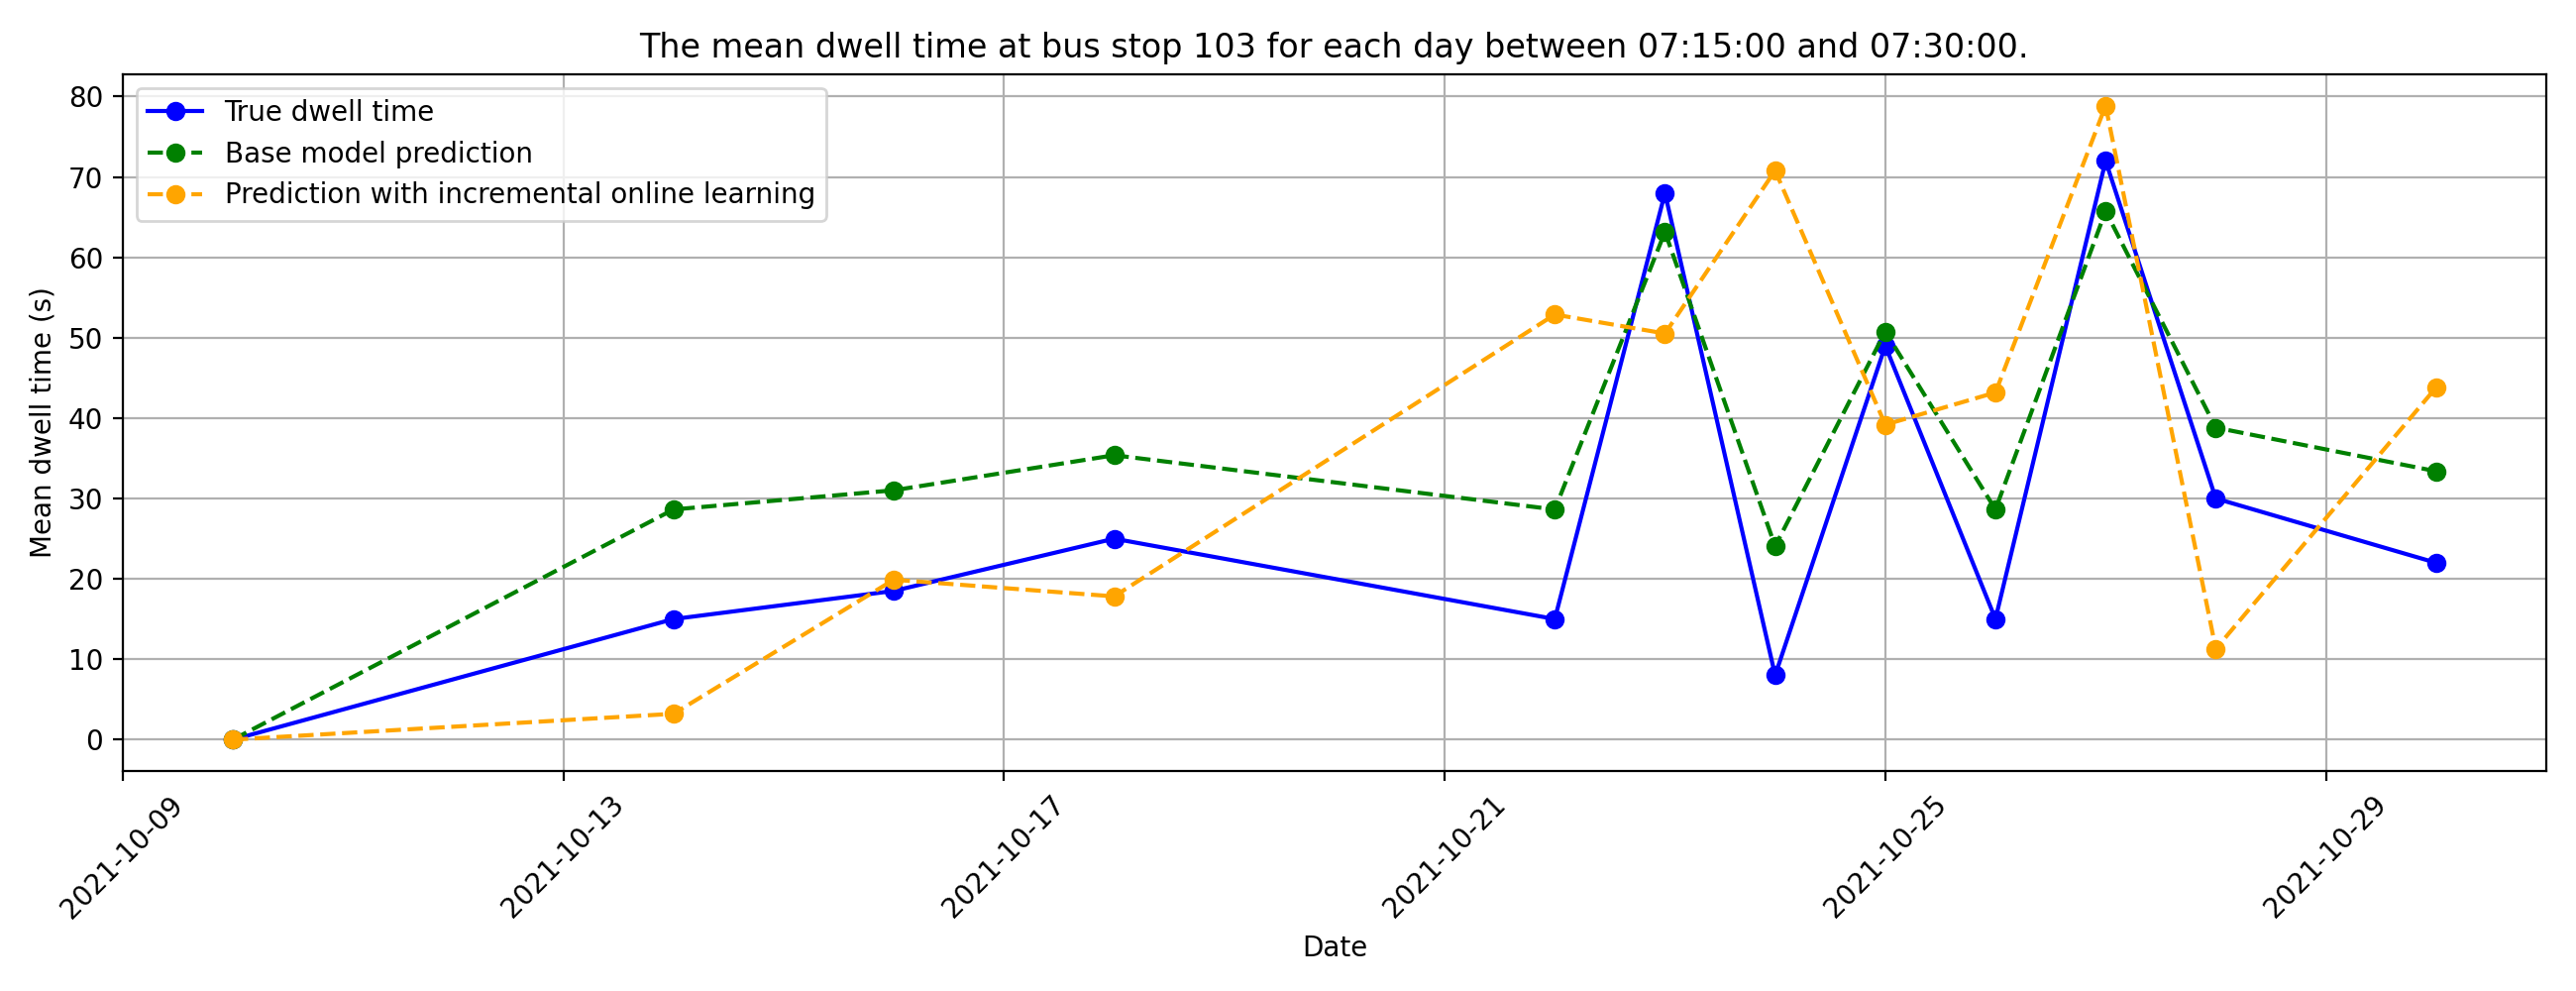 The mean dwell time at bus stop 103 for each day between 07:15:00 and 07:30:00.
True dwell time
Base model prediction
Prediction with incremental online learning
Mean dwell time (s)
80
70
60
50
40
30
20
10
0
2021-10-09
2021-10-13
2021-10-17
2021-10-21
2021-10-25
2021-10-29
Date